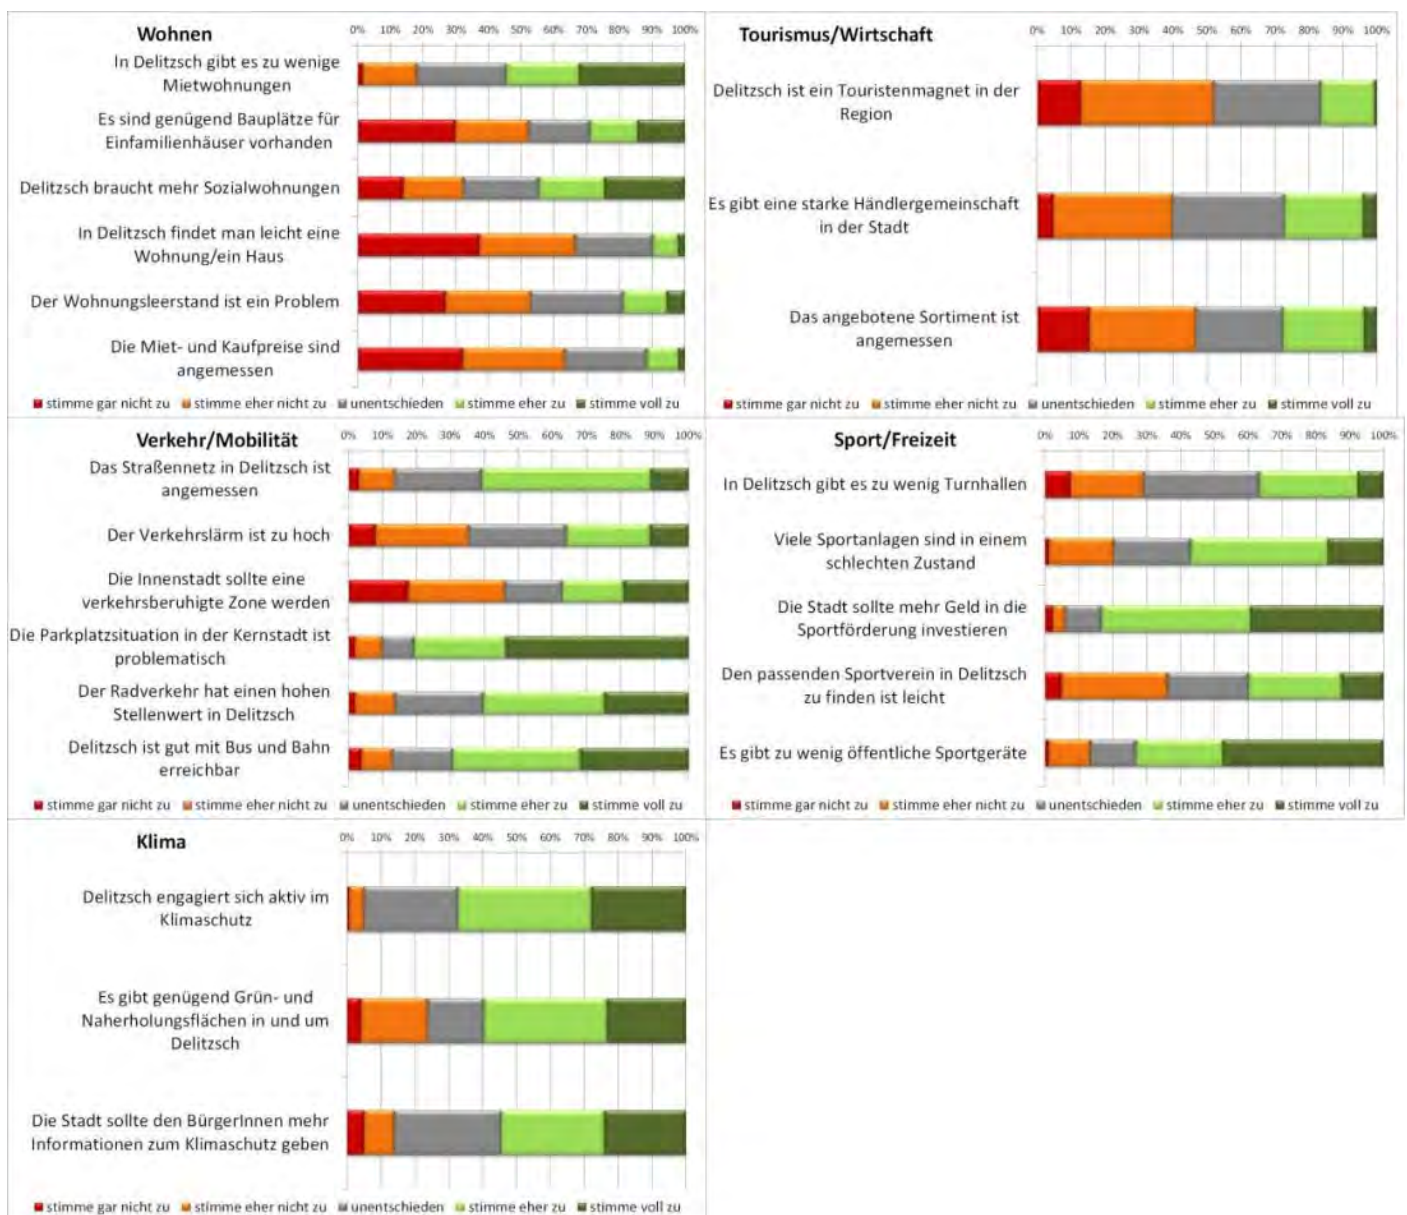 Wohnen
0% 10% 20% 30% 40% 50% 60% 70% 80% 90% 100%
In Delitzsch gibt es zu wenige
Mietwohnungen
Es sind genügend Bauplätze für
Einfamilienhäuser vorhanden
Delitzsch braucht mehr Sozialwohnungen
In Delitzsch findet man leicht eine
Wohnung/ein Haus
Der Wohnungsleerstand ist ein Problem
Die Miet- und Kaufpreise sind
angemessen
stimme gar nicht zu stimme eher nicht zu unentschieden stimme eher zu stimme voll zu
Tourismus/Wirtschaft
0% 10% 20% 30% 40% 50% 60% 70% 80% 90% 100%
Delitzsch ist ein Touristenmagnet in der
Region
Es gibt eine starke Händlergemeinschaft
in der Stadt
Das angebotene Sortiment ist
angemessen
stimme gar nicht zu stimme eher nicht zu unentschieden stimme eher zu stimme voll zu
Verkehr/Mobilität
0% 10% 20% 30% 40% 50% 60% 70% 80% 90% 100%
Das Straßennetz in Delitzsch ist
angemessen
Der Verkehrslärm ist zu hoch
Die Innenstadt sollte eine
verkehrsberuhigte Zone werden
Die Parkplatzsituation in der Kernstadt ist
problematisch
Der Radverkehr hat einen hohen
Stellenwert in Delitzsch
Delitzsch ist gut mit Bus und Bahn
erreichbar
stimme gar nicht zu stimme eher nicht zu unentschieden stimme eher zu stimme voll zu
Sport/Freizeit
0% 10% 20% 30% 40% 50% 60% 70% 80% 90% 100%
In Delitzsch gibt es zu wenig Turnhallen
Viele Sportanlagen sind in einem
schlechten Zustand
Die Stadt sollte mehr Geld in die
Sportförderung investieren
Den passenden Sportverein in Delitzsch
zu finden ist leicht
Es gibt zu wenig öffentliche Sportgeräte
stimme gar nicht zu stimme eher nicht zu unentschieden stimme eher zu stimme voll zu
Klima
0% 10% 20% 30% 40% 50% 60% 70% 80% 90% 100%
Delitzsch engagiert sich aktiv im
Klimaschutz
Es gibt genügend Grün- und
Naherholungsflächen in und um
Delitzsch
Die Stadt sollte den BürgerInnen mehr
Informationen zum Klimaschutz geben
stimme gar nicht zu stimme eher nicht zu unentschieden stimme eher zu stimme voll zu